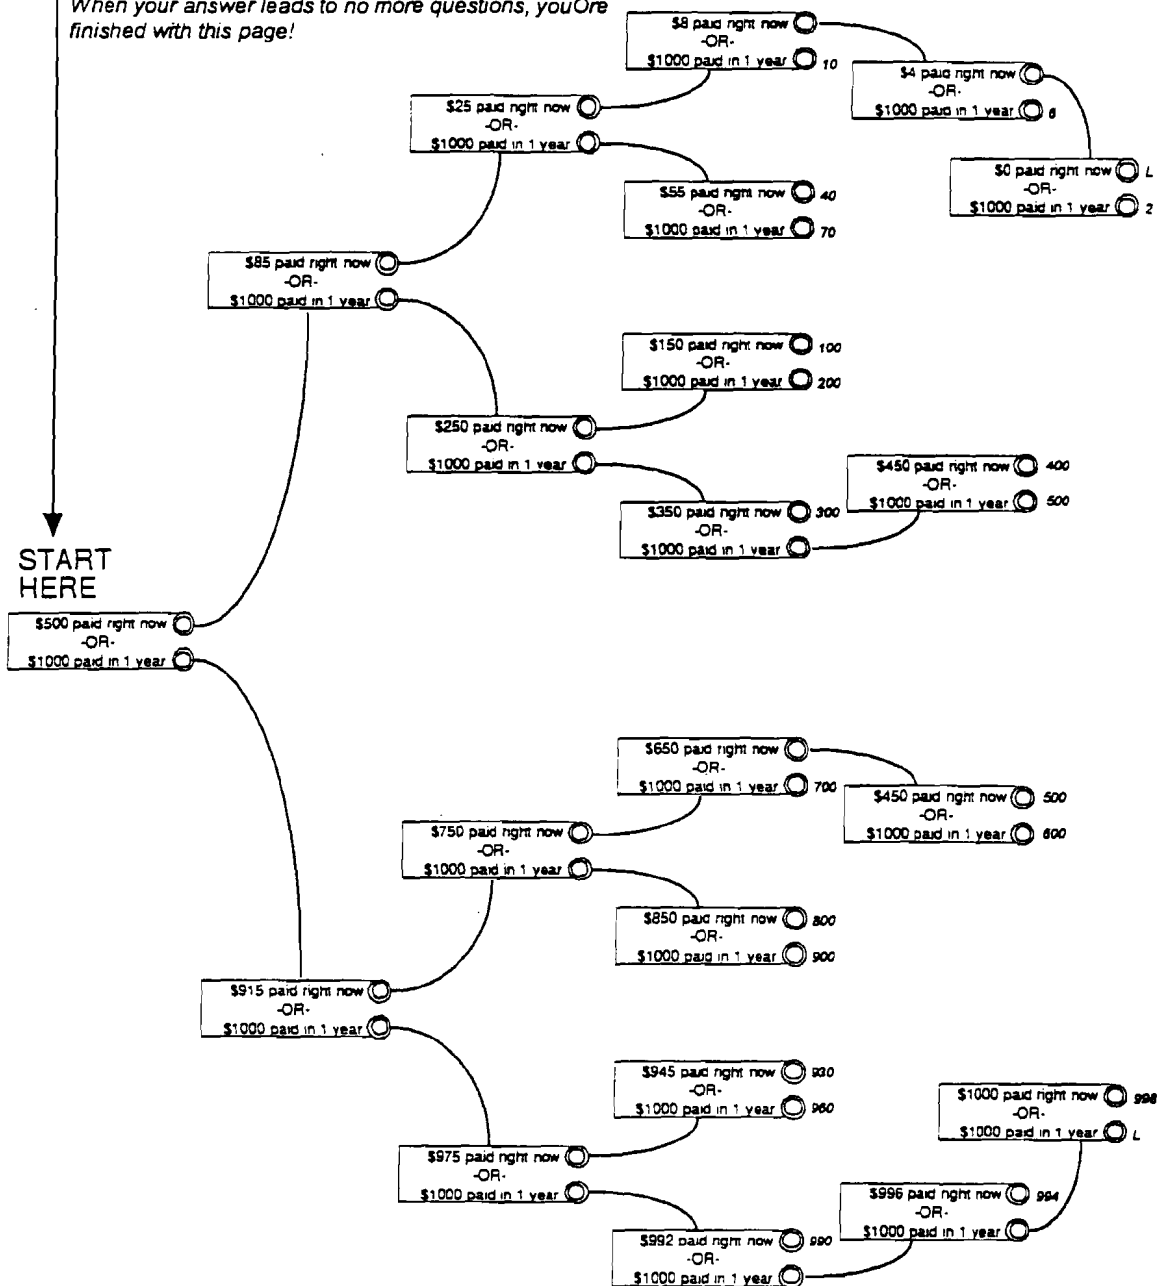 When your answer leads to no more questions, youOre
finished with this page!
$8 paid right now
-OR-
$1000 paid in 1 year 10
$4 paid right now
-OR-
$1000 paid in 1 year 6
$0 paid right now L
-OR-
$1000 paid in 1 year 2
$25 paid right now
-OR-
$1000 paid in 1 year
$55 paid right now 40
-OR-
$1000 paid in 1 year 70
$85 paid right now
-OR-
$1000 paid in 1 year
$150 paid right now 100
-OR-
$1000 paid in 1 year 200
$250 paid right now
-OR-
$1000 paid in 1 year
$450 paid right now 400
-OR-
$1000 paid in 1 year 500
$350 paid right now 300
-OR-
$1000 paid in 1 year
START
HERE
$500 paid right now
-OR-
$1000 paid in 1 year
$650 paid right now
-OR-
$1000 paid in 1 year 700
$450 paid right now 500
-OR-
$1000 paid in 1 year 600
$750 paid right now
-OR-
$1000 paid in 1 year
$850 paid right now 800
-OR-
$1000 paid in 1 year 900
$915 paid right now
-OR-
$1000 paid in 1 year
$945 paid right now 930
-OR-
$1000 paid in 1 year 960
$1000 paid right now 998
-OR-
$1000 paid in 1 year L
$975 paid right now
-OR-
$1000 paid in 1 year
$996 paid right now 994
-OR-
$1000 paid in 1 year
$992 paid right now 990
-OR-
$1000 paid in 1 year